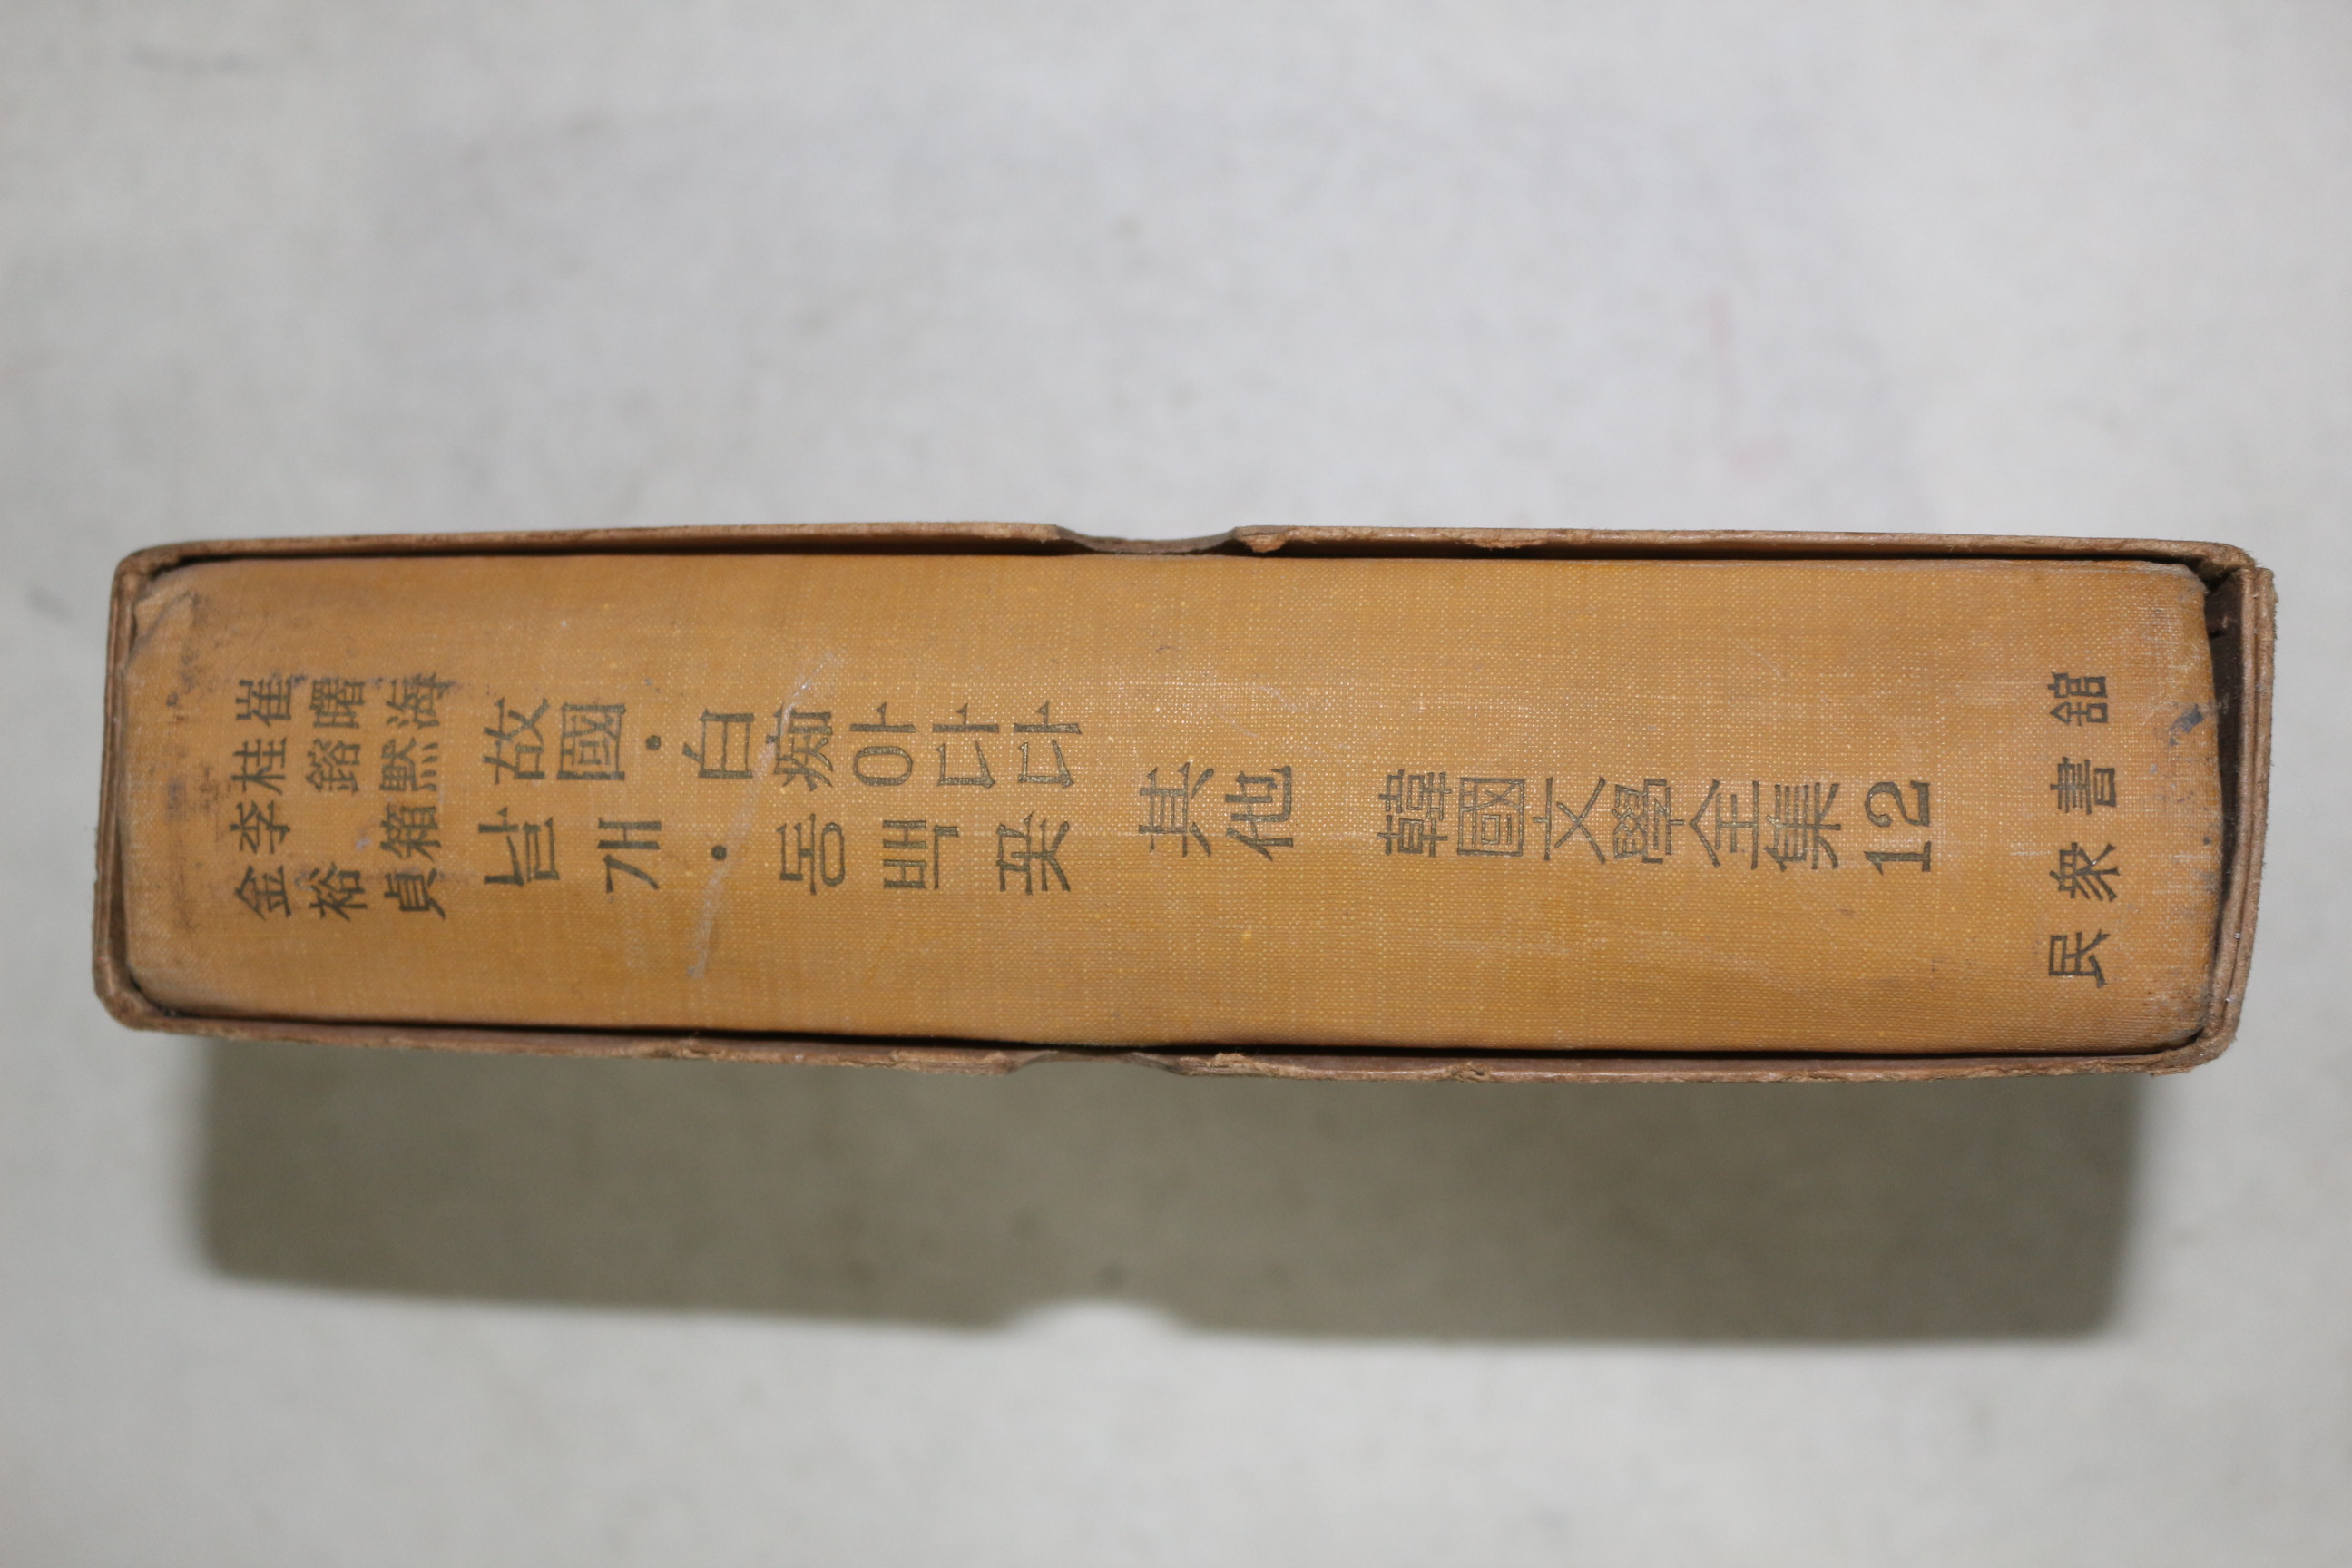 崔曙海
桂鎔默
李箱
金裕貞
故國·白痴아다다
날개·동백꽃
其他
韓國文學全集12
民衆書館